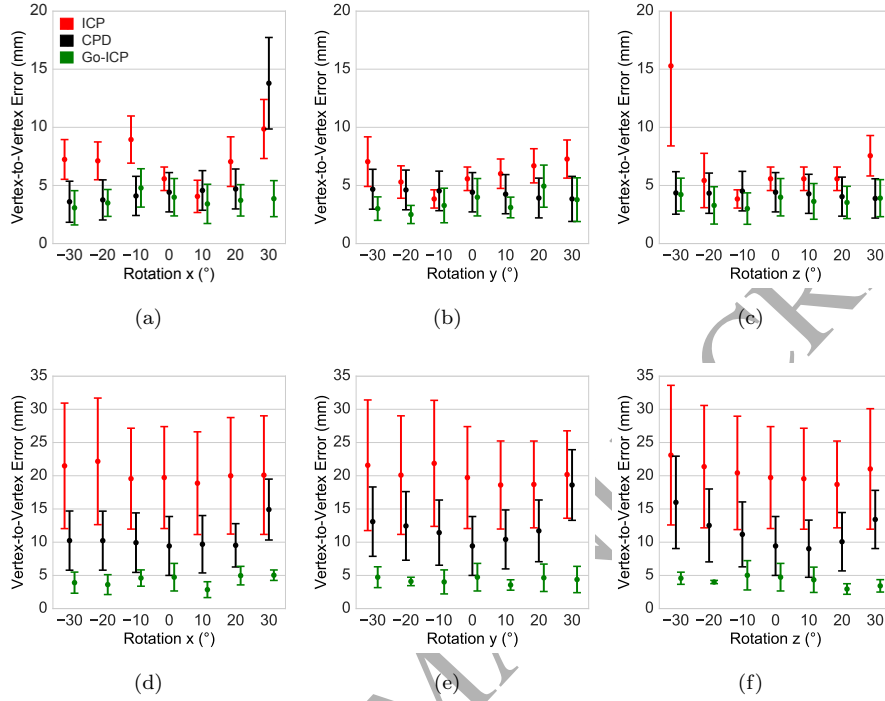 20
15
10
5
0
Vertex-to-Vertex Error (mm)
ICP
CPD
Go-ICP
−30 −20 −10 0 10 20 30
Rotation x (°)
(a)
20
15
10
5
0
Vertex-to-Vertex Error (mm)
−30 −20 −10 0 10 20 30
Rotation y (°)
(b)
20
15
10
5
0
Vertex-to-Vertex Error (mm)
−30 −20 −10 0 10 20 30
Rotation z (°)
(c)
35
30
25
20
15
10
5
0
Vertex-to-Vertex Error (mm)
−30 −20 −10 0 10 20 30
Rotation x (°)
(d)
35
30
25
20
15
10
5
0
Vertex-to-Vertex Error (mm)
−30 −20 −10 0 10 20 30
Rotation y (°)
(e)
35
30
25
20
15
10
5
0
Vertex-to-Vertex Error (mm)
−30 −20 −10 0 10 20 30
Rotation z (°)
(f)